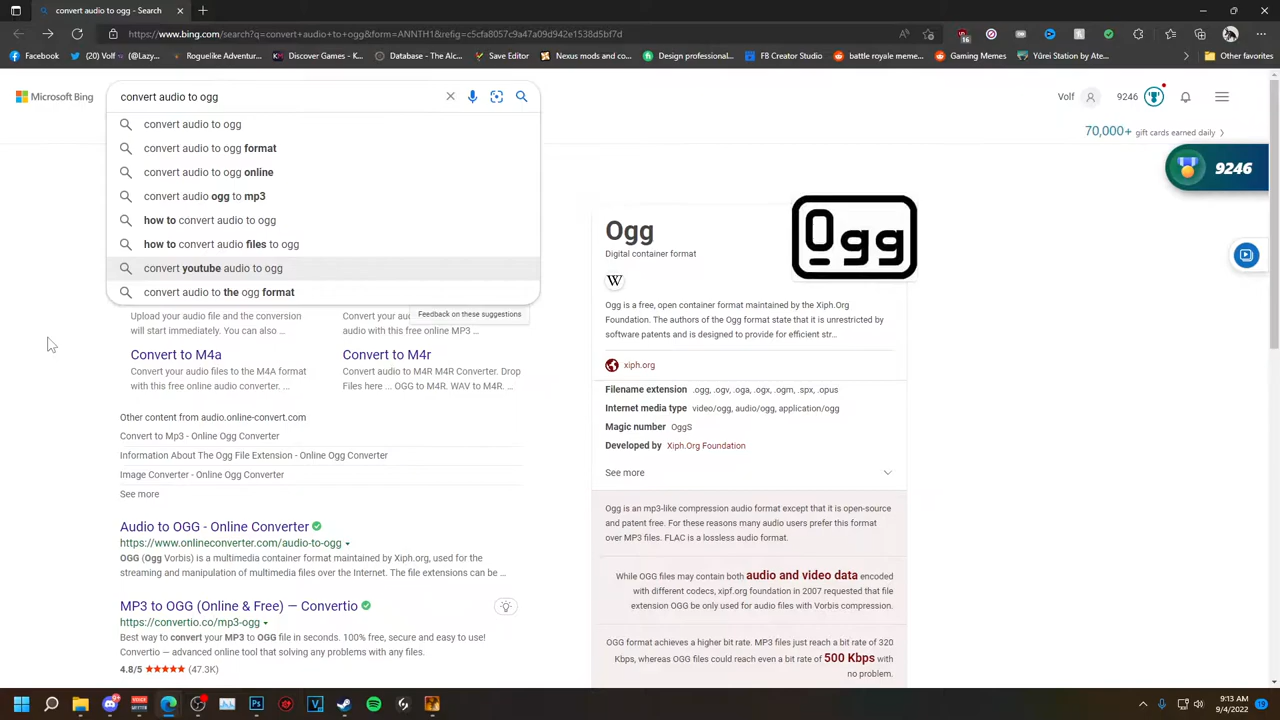 convert audio to ogg - Search
https://www.bing.com/search?q=convert+audio+to+ogg&form=ANNTH1&refig=c5cfa8057c9a47a09d942e1538d5bf7d
Facebook
(20) Volf (@Lazy...
Roguelike Adventur...
Discover Games - K...
Save Editor
Nexus mods and co...
Design professional...
FB Creator Studio
battle royale meme...
Gaming Memes
Yūrei Station by Ate...
Other favorites
Microsoft Bing
convert audio to ogg
Volf
9246
70,000+ gift cards earned daily
9246
convert audio to ogg
convert audio to ogg format
convert audio to ogg online
convert audio ogg to mp3
how to convert audio to ogg
how to convert audio files to ogg
convert youtube audio to ogg
convert audio to the ogg format
Feedback on these suggestions
Upload your audio file and the conversion
will start immediately. You can also ...
Convert your au
audio with this free online MP3 ...
Convert to M4a
Convert your audio files to the M4A format
with this free online audio converter. ...
Convert to M4r
Convert audio to M4R M4R Converter. Drop
Files here ... OGG to M4R. WAV to M4R. ...
Other content from audio.online-convert.com
Convert to Mp3 - Online Ogg Converter
Information About The Ogg File Extension - Online Ogg Converter
Image Converter - Online Ogg Converter
See more
Audio to OGG - Online Converter
https://www.onlineconverter.com/audio-to-ogg
OGG (Ogg Vorbis) is a multimedia container format maintained by Xiph.org, used for the
streaming and manipulation of multimedia files over the Internet. The file extensions can be ...
MP3 to OGG (Online & Free) — Convertio
https://convertio.co/mp3-ogg
Best way to convert your MP3 to OGG file in seconds. 100% free, secure and easy to use!
Convertio — advanced online tool that solving any problems with any files.
4.8/5 ★★★★★ (47.3K)
Ogg
Digital container format
Ogg
W
Ogg is a free, open container format maintained by the Xiph.Org
Foundation. The authors of the Ogg format state that it is unrestricted by
software patents and is designed to provide for efficient str...
xiph.org
Filename extension .ogg, .ogv, .oga, .ogx, .ogm, .spx, .opus
Internet media type video/ogg, audio/ogg, application/ogg
Magic number OggS
Developed by Xiph.Org Foundation
See more
Ogg is an mp3-like compression audio format except that it is open-source
and patent free. For these reasons many audio users prefer this format
over MP3 files. FLAC is a lossless audio format.
While OGG files may contain both audio and video data encoded
with different codecs, xipf.org foundation in 2007 requested that file
extension OGG be only used for audio files with Vorbis compression.
OGG format achieves a higher bit rate. MP3 files just reach a bit rate of 320
Kbps, whereas OGG files could reach even a bit rate of 500 Kbps with
no problem.
9:13 AM
9/4/2022